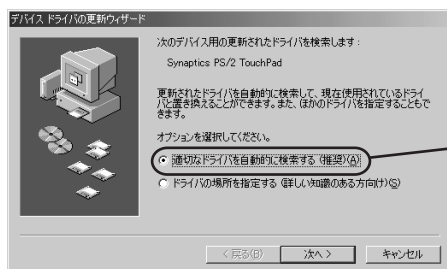 デバイス ドライバの更新ウィザード
次のデバイス用の更新されたドライバを検索します:
Synaptics PS/2 TouchPad
更新されたドライバを自動的に検索して、現在使用されているドライ
バと置き換えることができます。また、ほかのドライバを指定することもで
きます。
オプションを選択してください。
適切なドライバを自動的に検索する (推奨)(A)
ドライバの場所を指定する (詳しい知識のある方向け)(S)
< 戻る(B)
次へ >
キャンセル